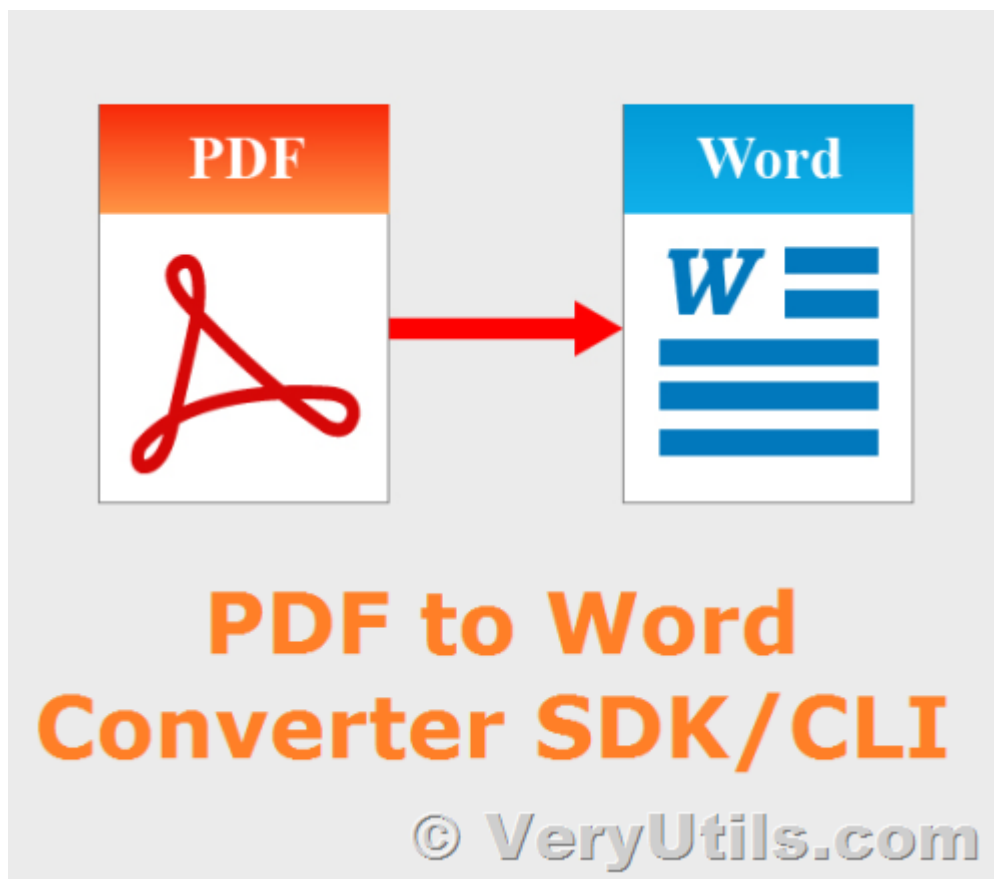 PDF
Word
W
PDF to Word
Converter SDK/CLI
© VeryUtils.com